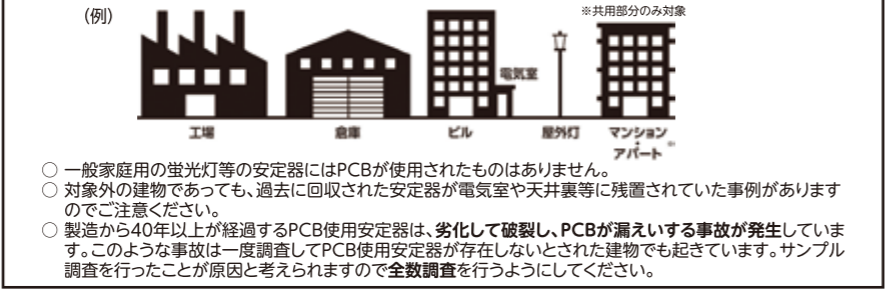 (例)
※共用部分のみ対象
電気室
工場
倉庫
ビル
屋外灯
マンション
・
アパート※
○ 一般家庭用の蛍光灯等の安定器にはPCBが使用されたものはありません。
○ 対象外の建物であっても、過去に回収された安定器が電気室や天井裏等に残置されていた事例があります
のでご注意ください。
○ 製造から40年以上が経過するPCB使用安定器は、劣化して破裂し、PCBが漏えいする事故が発生していま
す。このような事故は一度調査してPCB使用安定器が存在しないとされた建物でも起きています。サンプル
調査を行ったことが原因と考えられますので全数調査を行うようにしてください。